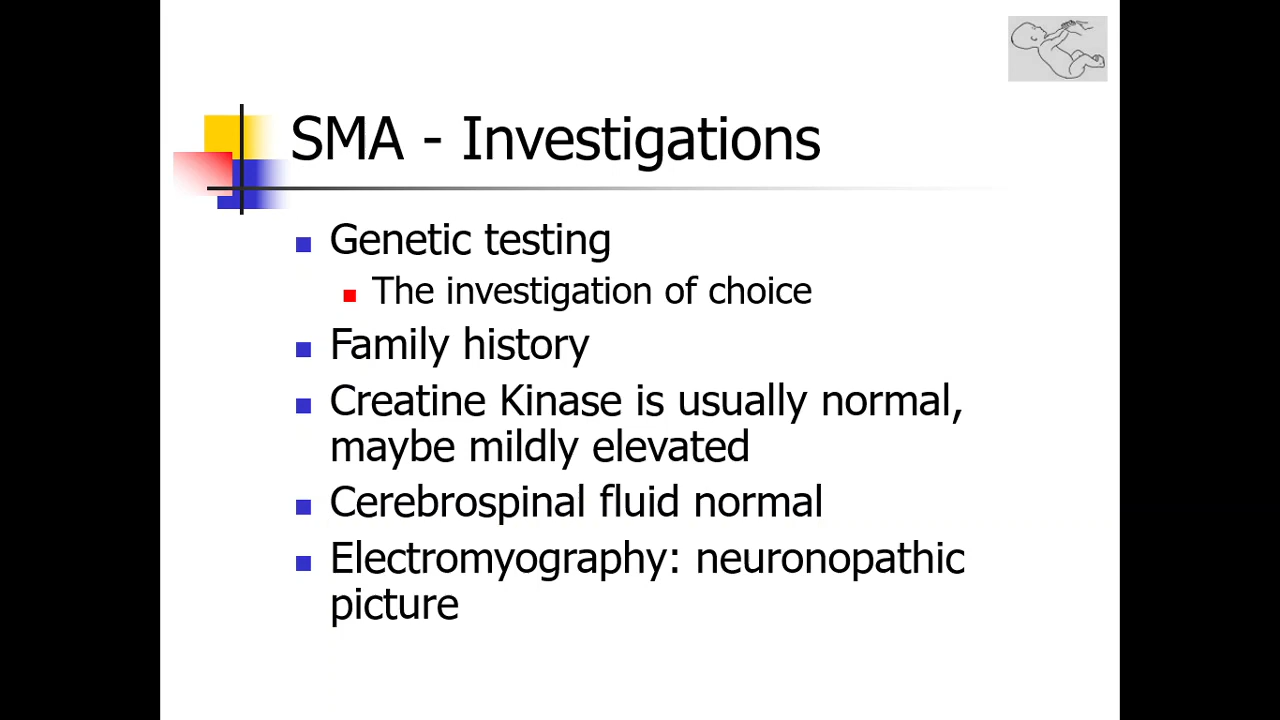 SMA - Investigations
Genetic testing
The investigation of choice
Family history
Creatine Kinase is usually normal,
maybe mildly elevated
Cerebrospinal fluid normal
Electromyography: neuronopathic
picture